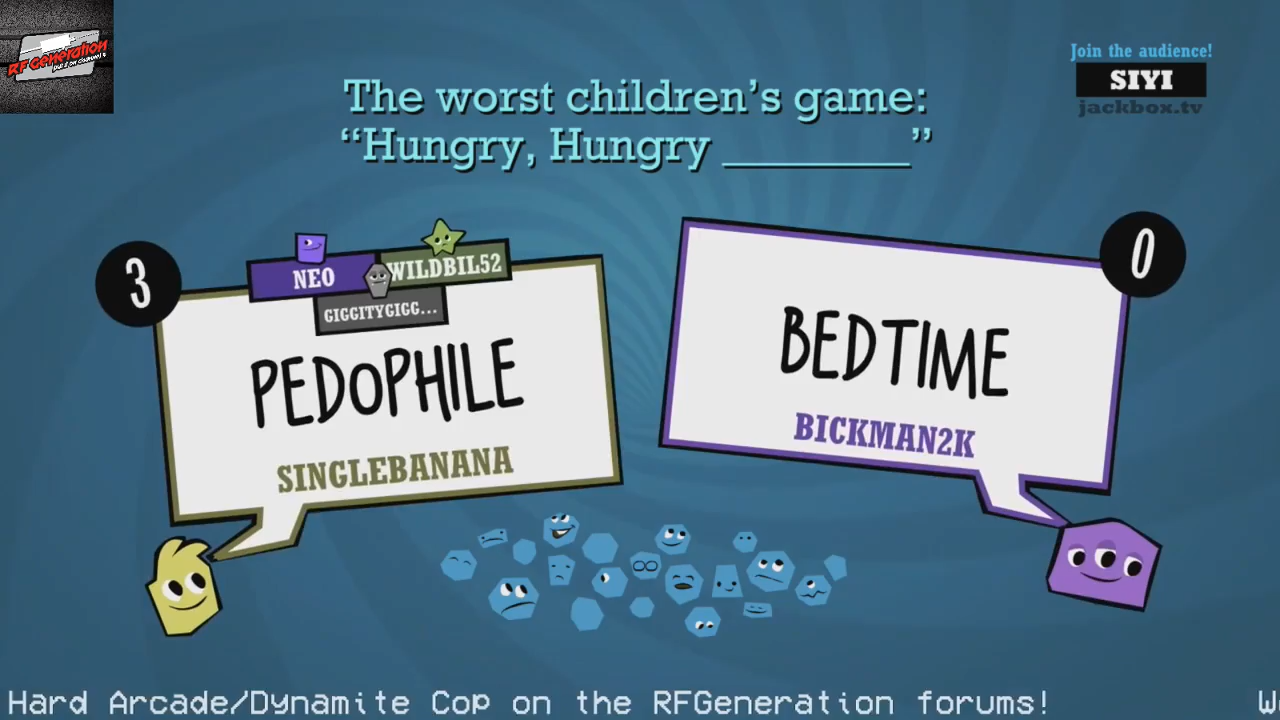 RF Generation
Join the audience!
SIYI
jackbox.tv
The worst children's game:
“Hungry, Hungry ________”
3
NEO
WILDBIL52
GIGGITYGIGG...
PEDOPHILE
SINGLEBANANA
0
BEDTIME
BICKMAN2K
Hard Arcade/Dynamite Cop on the RFGeneration forums!